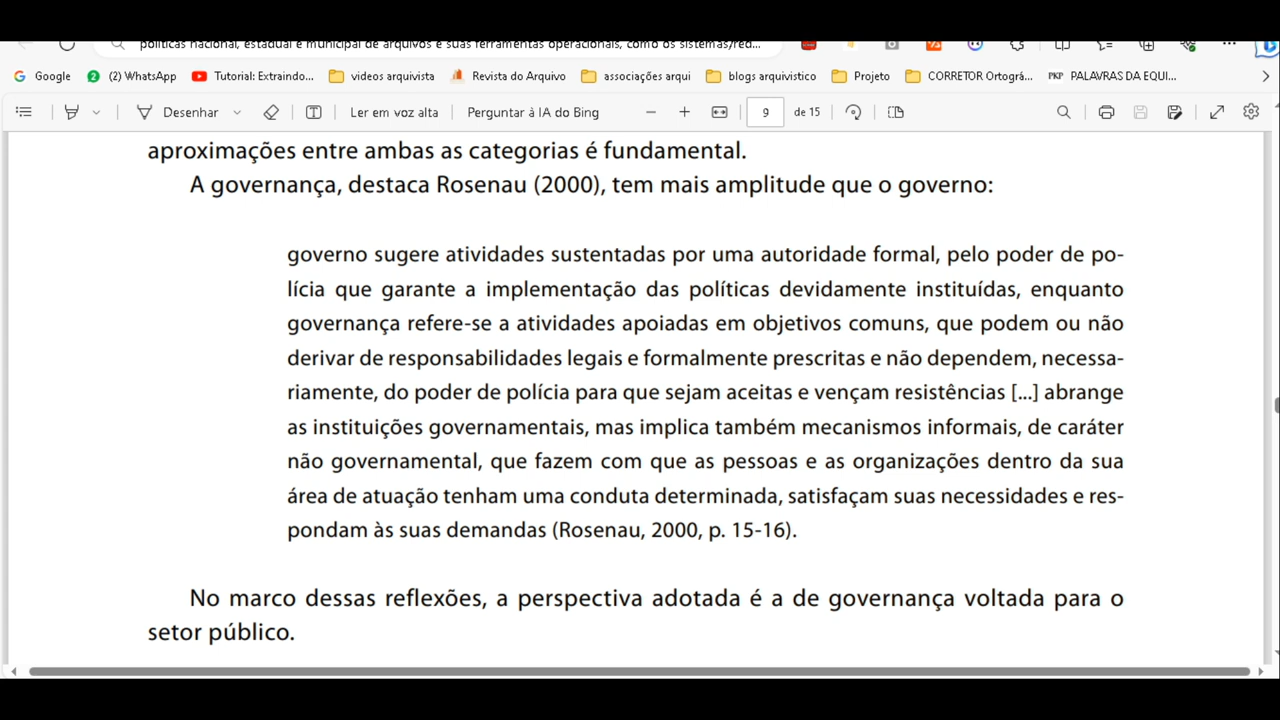 políticas nacional, estadual e municipal de arquivos e suas ferramentas operacionais, como os sistemas/red...
Google (2) WhatsApp Tutorial: Extraindo... videos arquivista Revista do Arquivo associações arqui blogs arquivistico Projeto CORRETOR Ortográ... PKP PALAVRAS DA EQUI...
Desenhar Ler em voz alta Perguntar à IA do Bing 9 de 15
aproximações entre ambas as categorias é fundamental.
A governança, destaca Rosenau (2000), tem mais amplitude que o governo:
governo sugere atividades sustentadas por uma autoridade formal, pelo poder de po-
lícia que garante a implementação das políticas devidamente instituídas, enquanto
governança refere-se a atividades apoiadas em objetivos comuns, que podem ou não
derivar de responsabilidades legais e formalmente prescritas e não dependem, necessa-
riamente, do poder de polícia para que sejam aceitas e vençam resistências [...] abrange
as instituições governamentais, mas implica também mecanismos informais, de caráter
não governamental, que fazem com que as pessoas e as organizações dentro da sua
área de atuação tenham uma conduta determinada, satisfaçam suas necessidades e res-
pondam às suas demandas (Rosenau, 2000, p. 15-16).
No marco dessas reflexões, a perspectiva adotada é a de governança voltada para o
setor público.